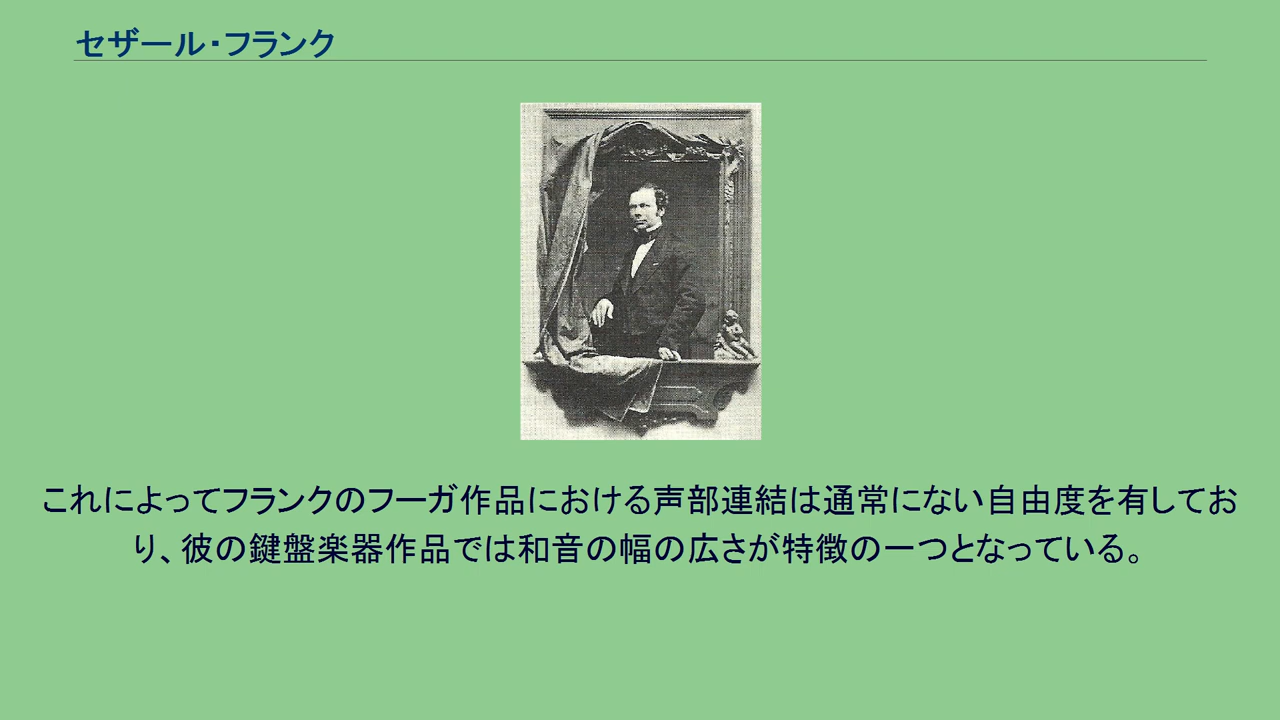 セザール・フランク
これによってフランクのフーガ作品における声部連結は通常にない自由度を有してお
り、彼の鍵盤楽器作品では和音の幅の広さが特徴の一つとなっている。